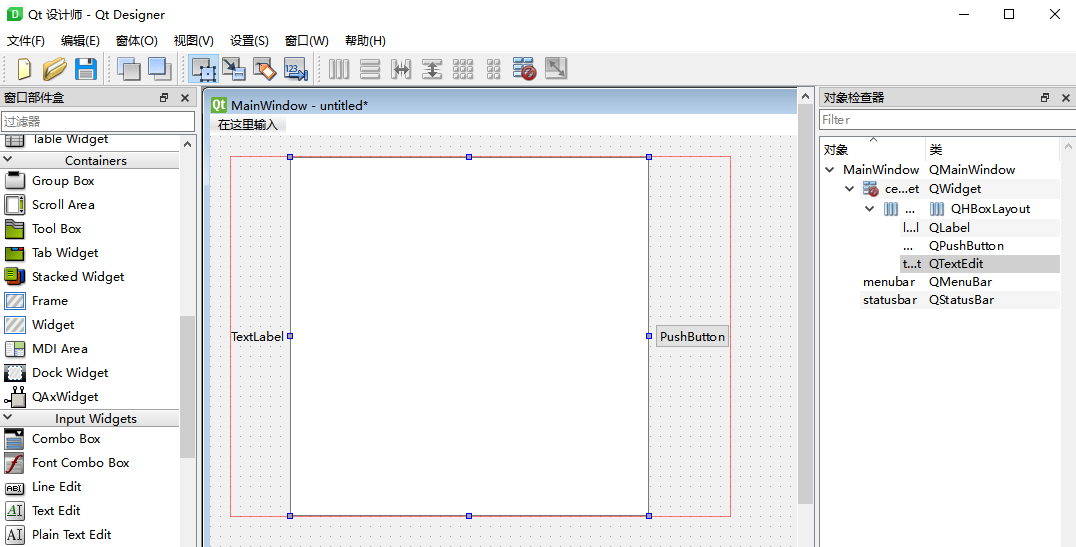 Qt 设计师 - Qt Designer
文件(F) 编辑(E) 窗体(O) 视图(V) 设置(S) 窗口(W) 帮助(H)
123
窗口部件盒
过滤器
Table Widget
Containers
Group Box
Scroll Area
Tool Box
Tab Widget
Stacked Widget
Frame
Widget
MDI Area
Dock Widget
QAxWidget
Input Widgets
Combo Box
Font Combo Box
Line Edit
Text Edit
Plain Text Edit
Qt MainWindow - untitled*
在这里输入
TextLabel
PushButton
对象检查器
Filter
对象 类
MainWindow QMainWindow
ce...et QWidget
... QHBoxLayout
l...l QLabel
... QPushButton
t...t QTextEdit
menubar QMenuBar
statusbar QStatusBar